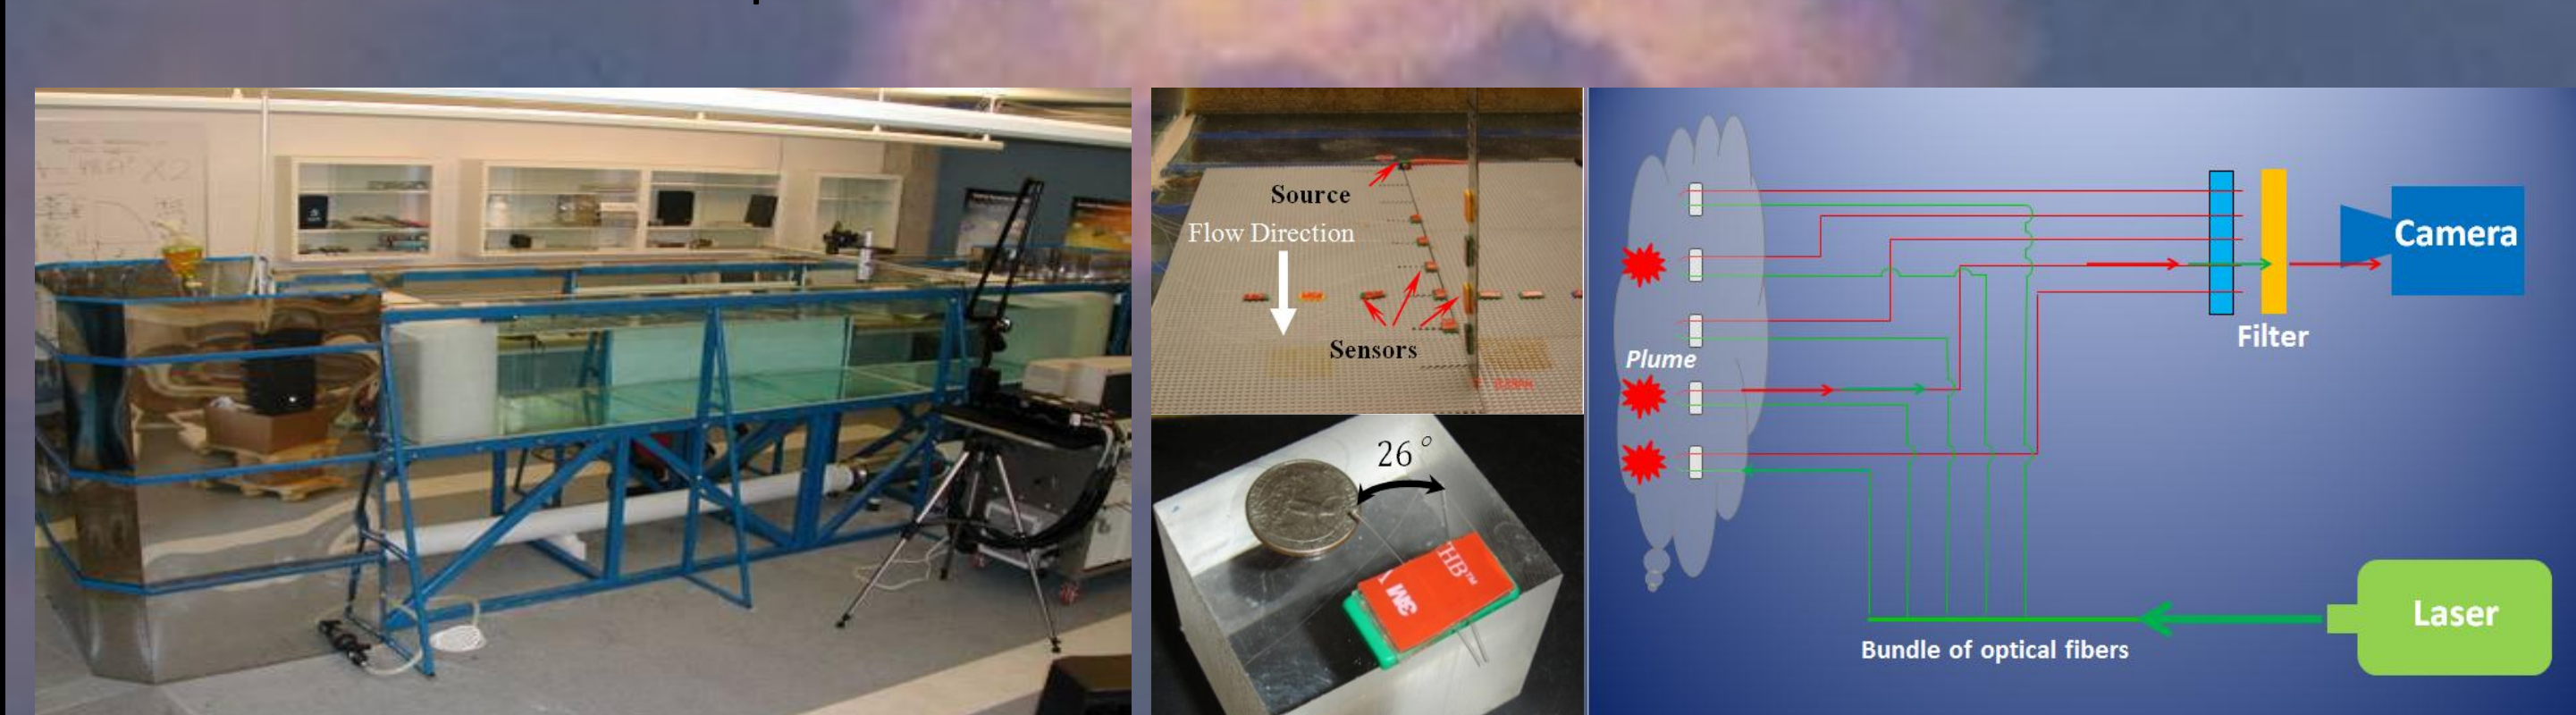 Source
Flow Direction
Sensors
26°
3M V
HB™
Plume
Camera
Filter
Laser
Bundle of optical fibers